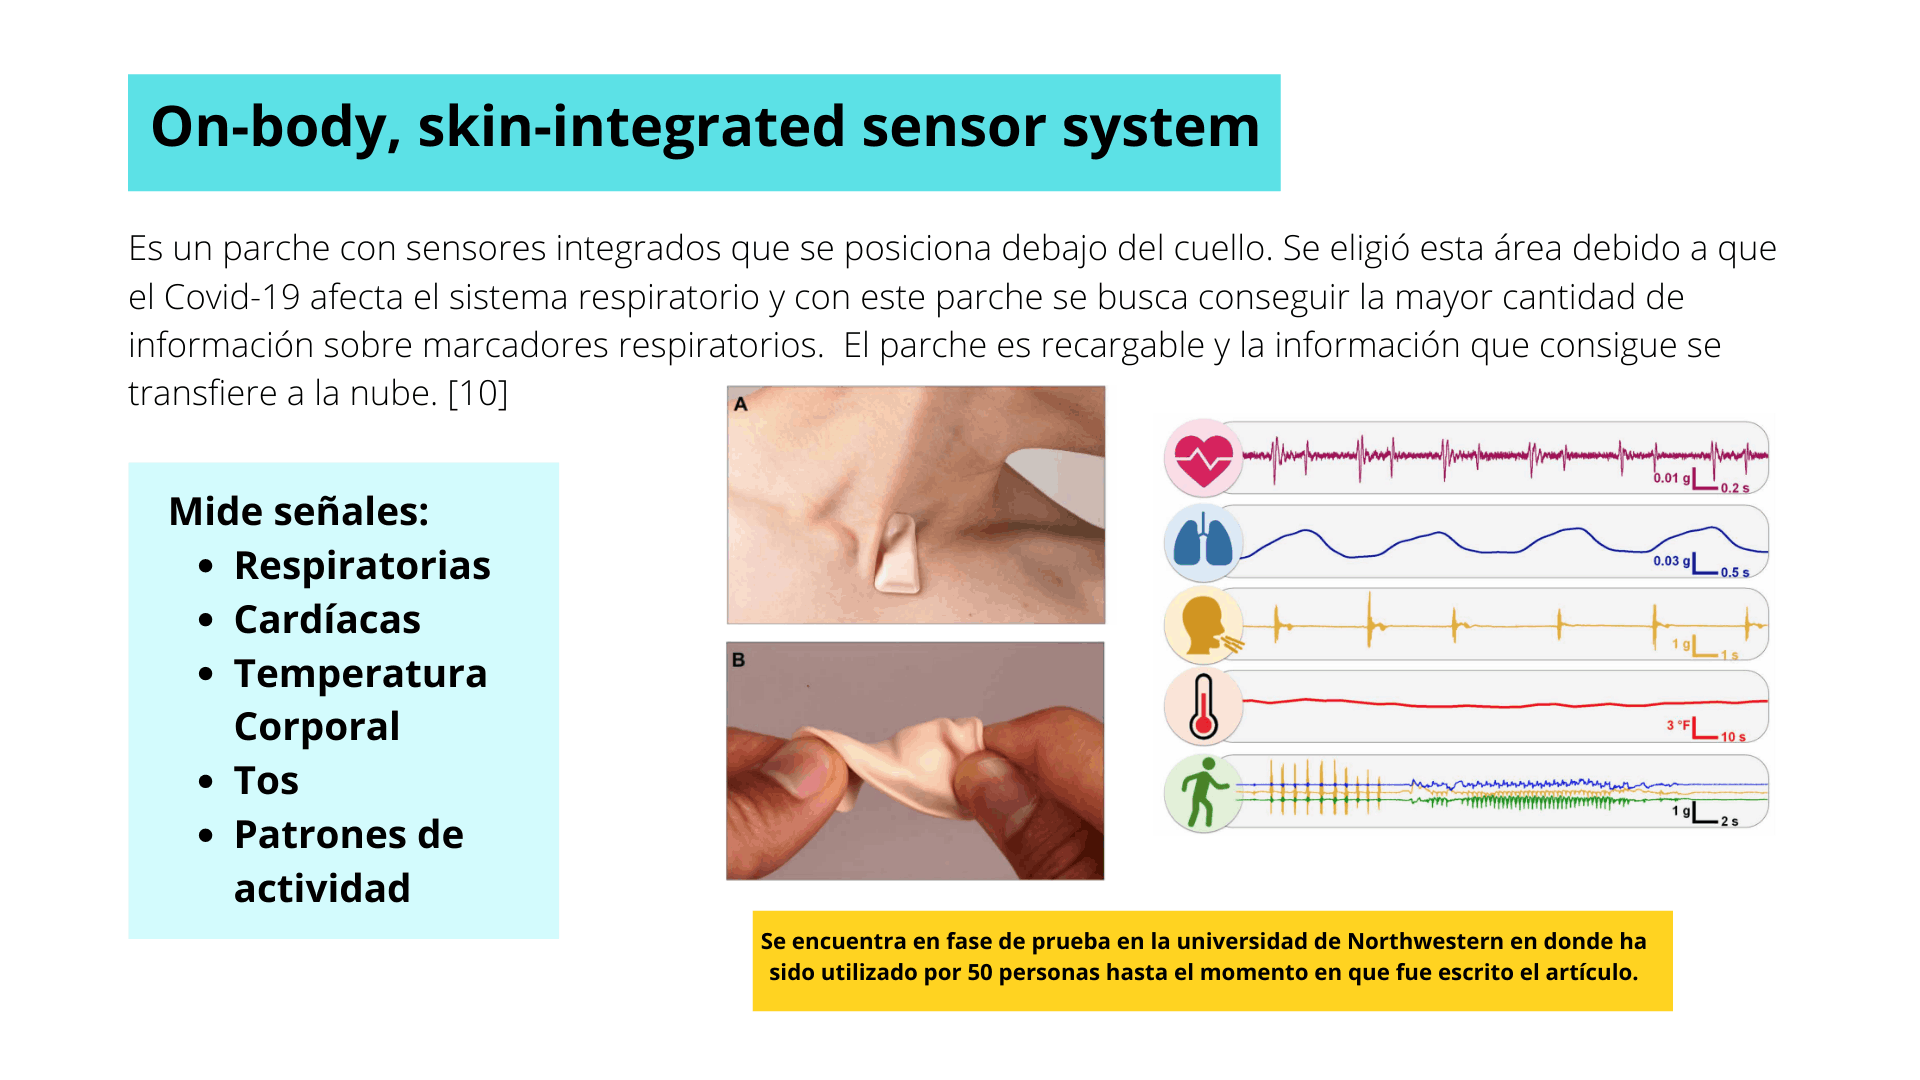 On-body, skin-integrated sensor system
Es un parche con sensores integrados que se posiciona debajo del cuello. Se eligió esta área debido a que
el Covid-19 afecta el sistema respiratorio y con este parche se busca conseguir la mayor cantidad de
información sobre marcadores respiratorios.  El parche es recargable y la información que consigue se
transfiere a la nube. [10]
Mide señales:
• Respiratorias
• Cardíacas
• Temperatura
Corporal
• Tos
• Patrones de
actividad
A
B
0.01 g 0.2 s
0.03 g 0.5 s
1 g 1 s
3 °F 10 s
1 g 2 s
Se encuentra en fase de prueba en la universidad de Northwestern en donde ha
sido utilizado por 50 personas hasta el momento en que fue escrito el artículo.